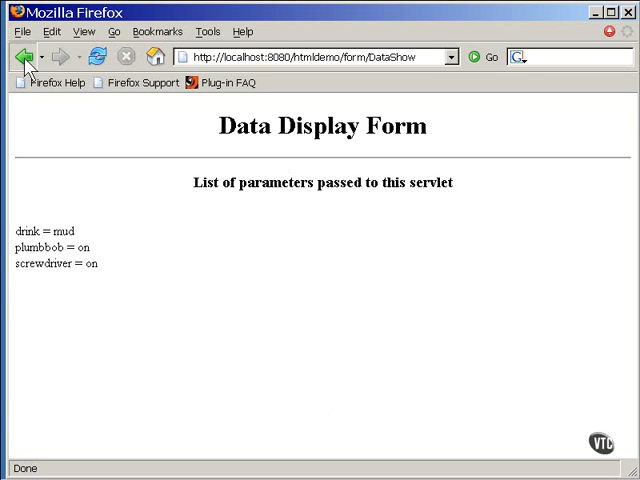 Mozilla Firefox
File Edit View Go Bookmarks Tools Help
http://localhost:8080/htmldemo/form/DataShow Go G
Firefox Help Firefox Support Plug-in FAQ
Data Display Form
List of parameters passed to this servlet
drink = mud
plumbbob = on
screwdriver = on
VTC
Done